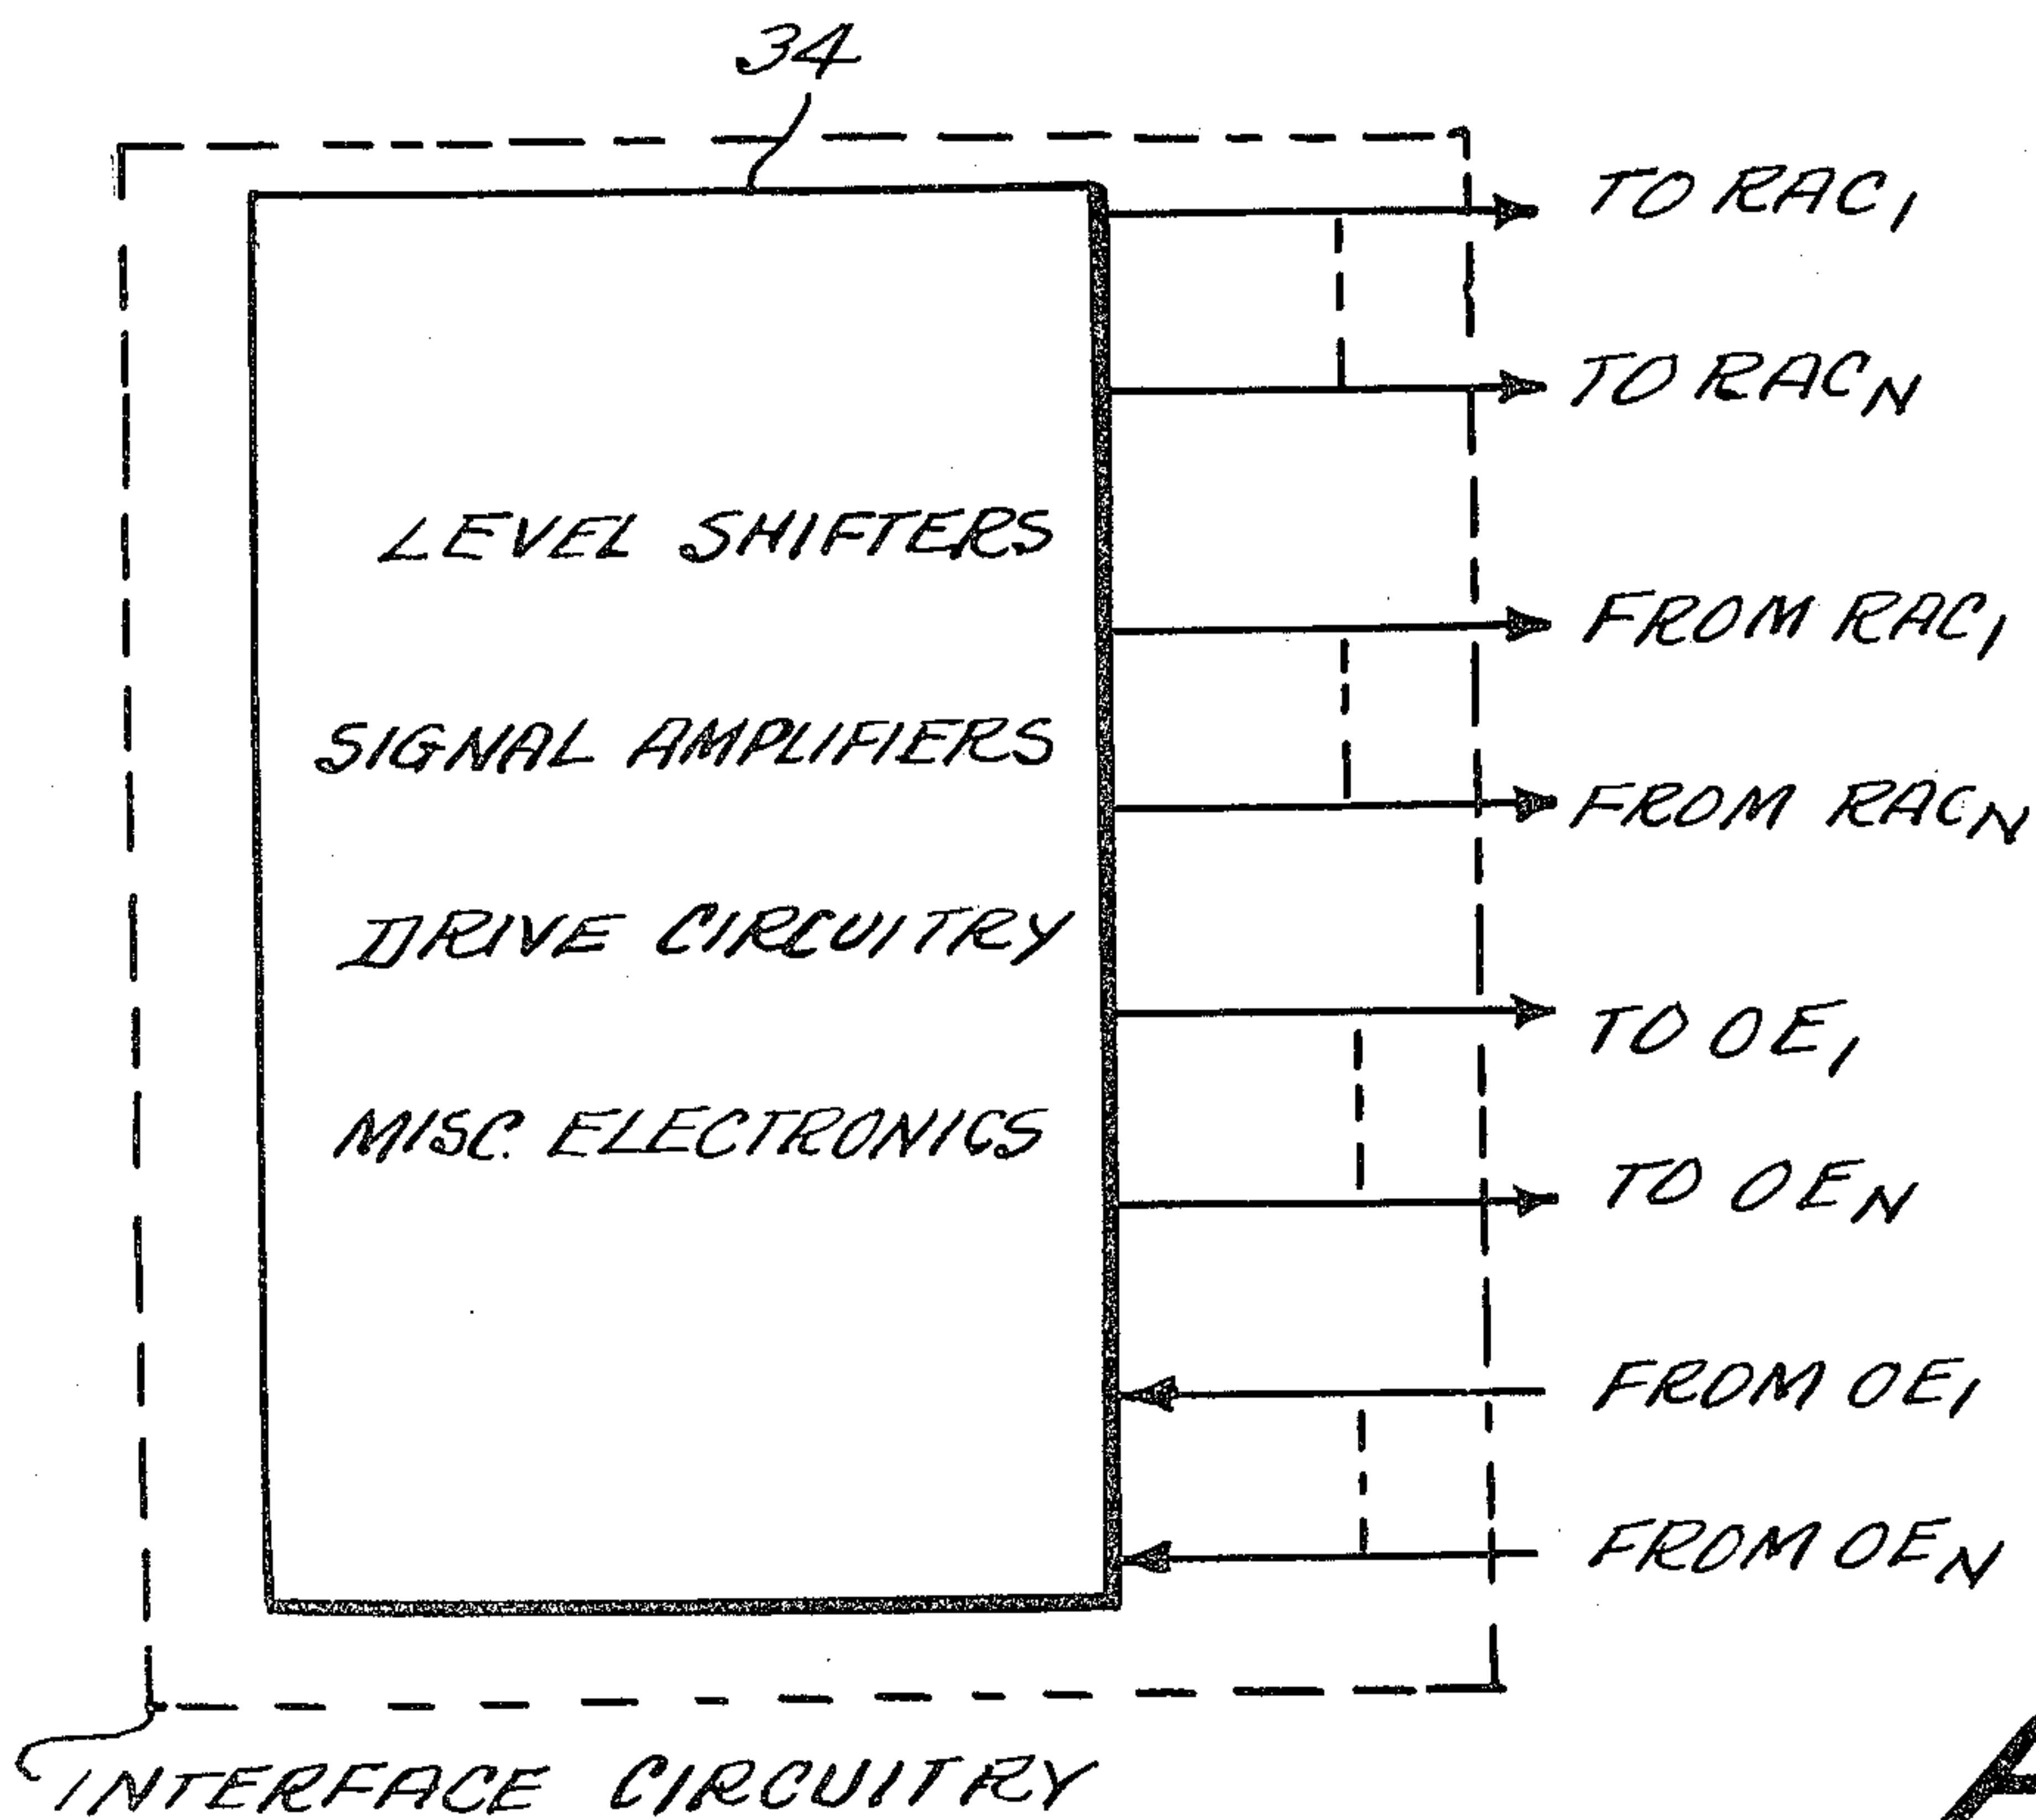 34
TO RAC1
TO RACN
LEVEL SHIFTERS
FROM RAC1
SIGNAL AMPLIFIERS
FROM RACN
DRIVE CIRCUITRY
TO OE1
MISC. ELECTRONICS
TO OEN
FROM OE1
FROM OEN
INTERFACE CIRCUITRY